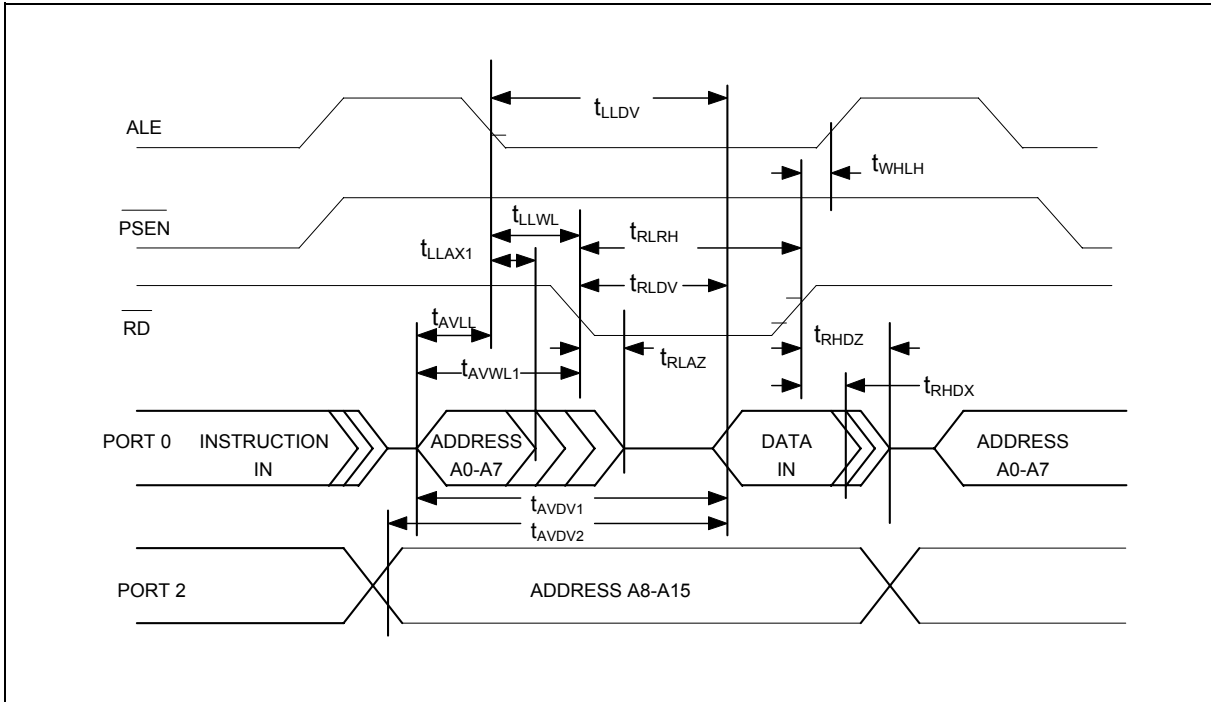 tLLDV
ALE
tWHLH
tLLWL
PSEN
tRLRH
tLLAX1
tRLDV
RD
tAVLL
tRHDZ
tRLAZ
tAVWL1
tRHDX
PORT 0
INSTRUCTION
IN
ADDRESS
A0-A7
DATA
IN
ADDRESS
A0-A7
tAVDV1
tAVDV2
PORT 2
ADDRESS A8-A15